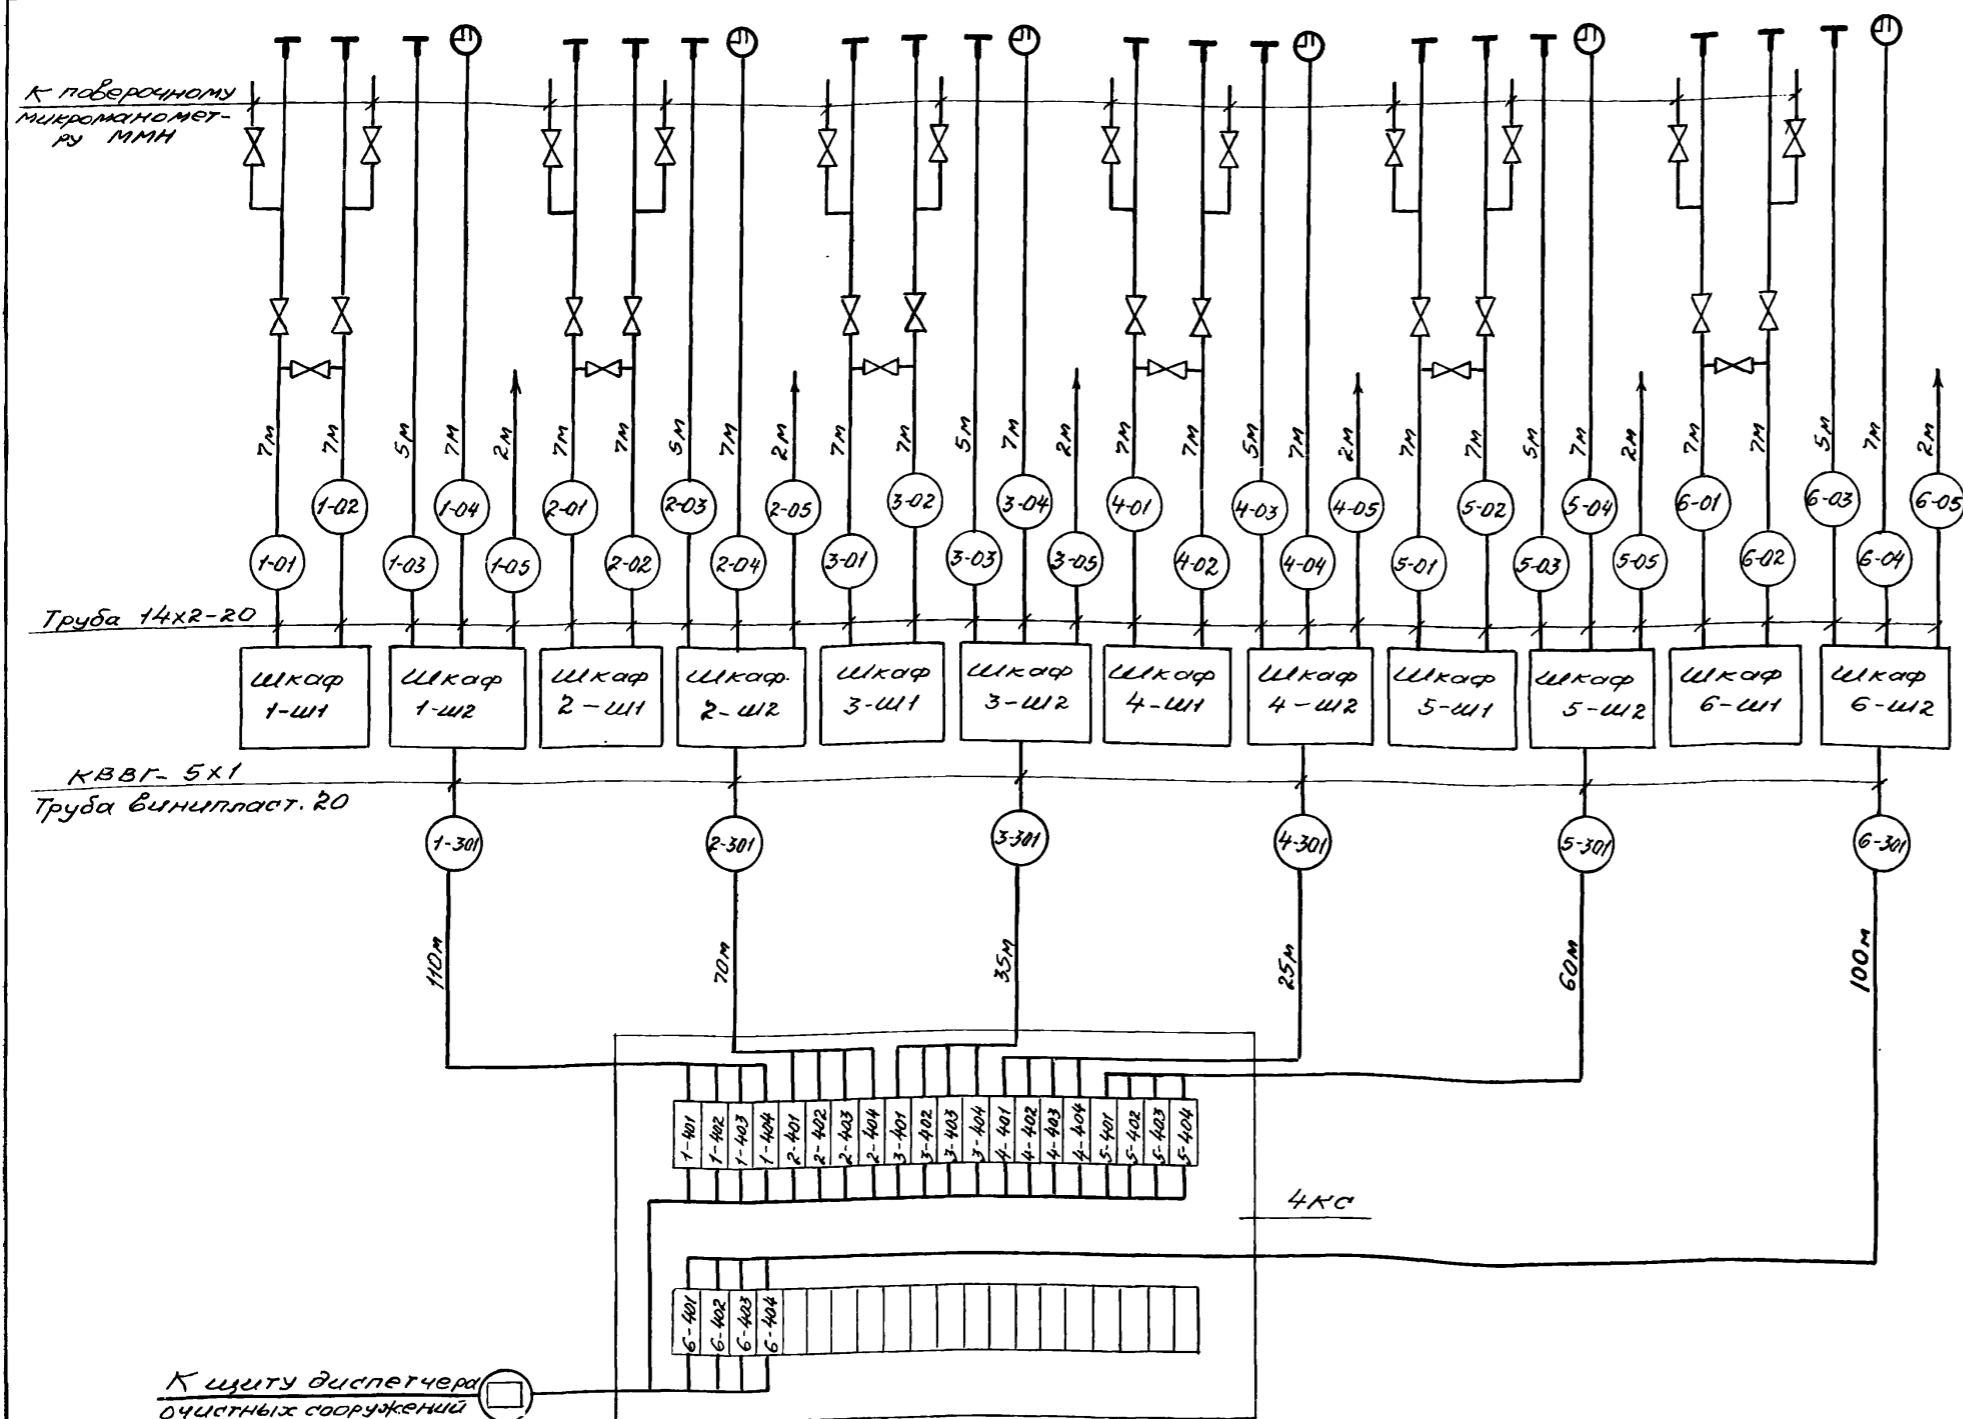 К поверочному
микроманомет-
ру ММН
7м 7м 5м 7м 2м 7м 7м 5м 7м 2м 7м 7м 5м 7м 2м 7м 7м 5м 7м 2м 7м 7м 5м 7м 2м 7м 7м 5м 7м 2м
1-02 1-04 2-01 2-03 2-05 3-02 3-04 4-01 4-03 4-05 5-02 5-04 6-01 6-03 6-05
1-01 1-03 1-05 2-02 2-04 3-01 3-03 3-05 4-02 4-04 5-01 5-03 5-05 6-02 6-04
Труба 14х2-20
Шкаф Шкаф Шкаф Шкаф. Шкаф Шкаф Шкаф Шкаф Шкаф Шкаф Шкаф Шкаф
1-Ш1 1-Ш2 2-Ш1 2-Ш2 3-Ш1 3-Ш2 4-Ш1 4-Ш2 5-Ш1 5-Ш2 6-Ш1 6-Ш2
КВВГ- 5х1
Труба винипласт. 20
1-301 2-301 3-301 4-301 5-301 6-301
110м 70м 35м 25м 60м 100м
1-401 1-402 1-403 1-404 2-401 2-402 2-403 2-404 3-401 3-402 3-403 3-404 4-401 4-402 4-403 4-404 5-401 5-402 5-403 5-404
4КС
6-401 6-402 6-403 6-404
К щиту диспетчера
очистных сооружений